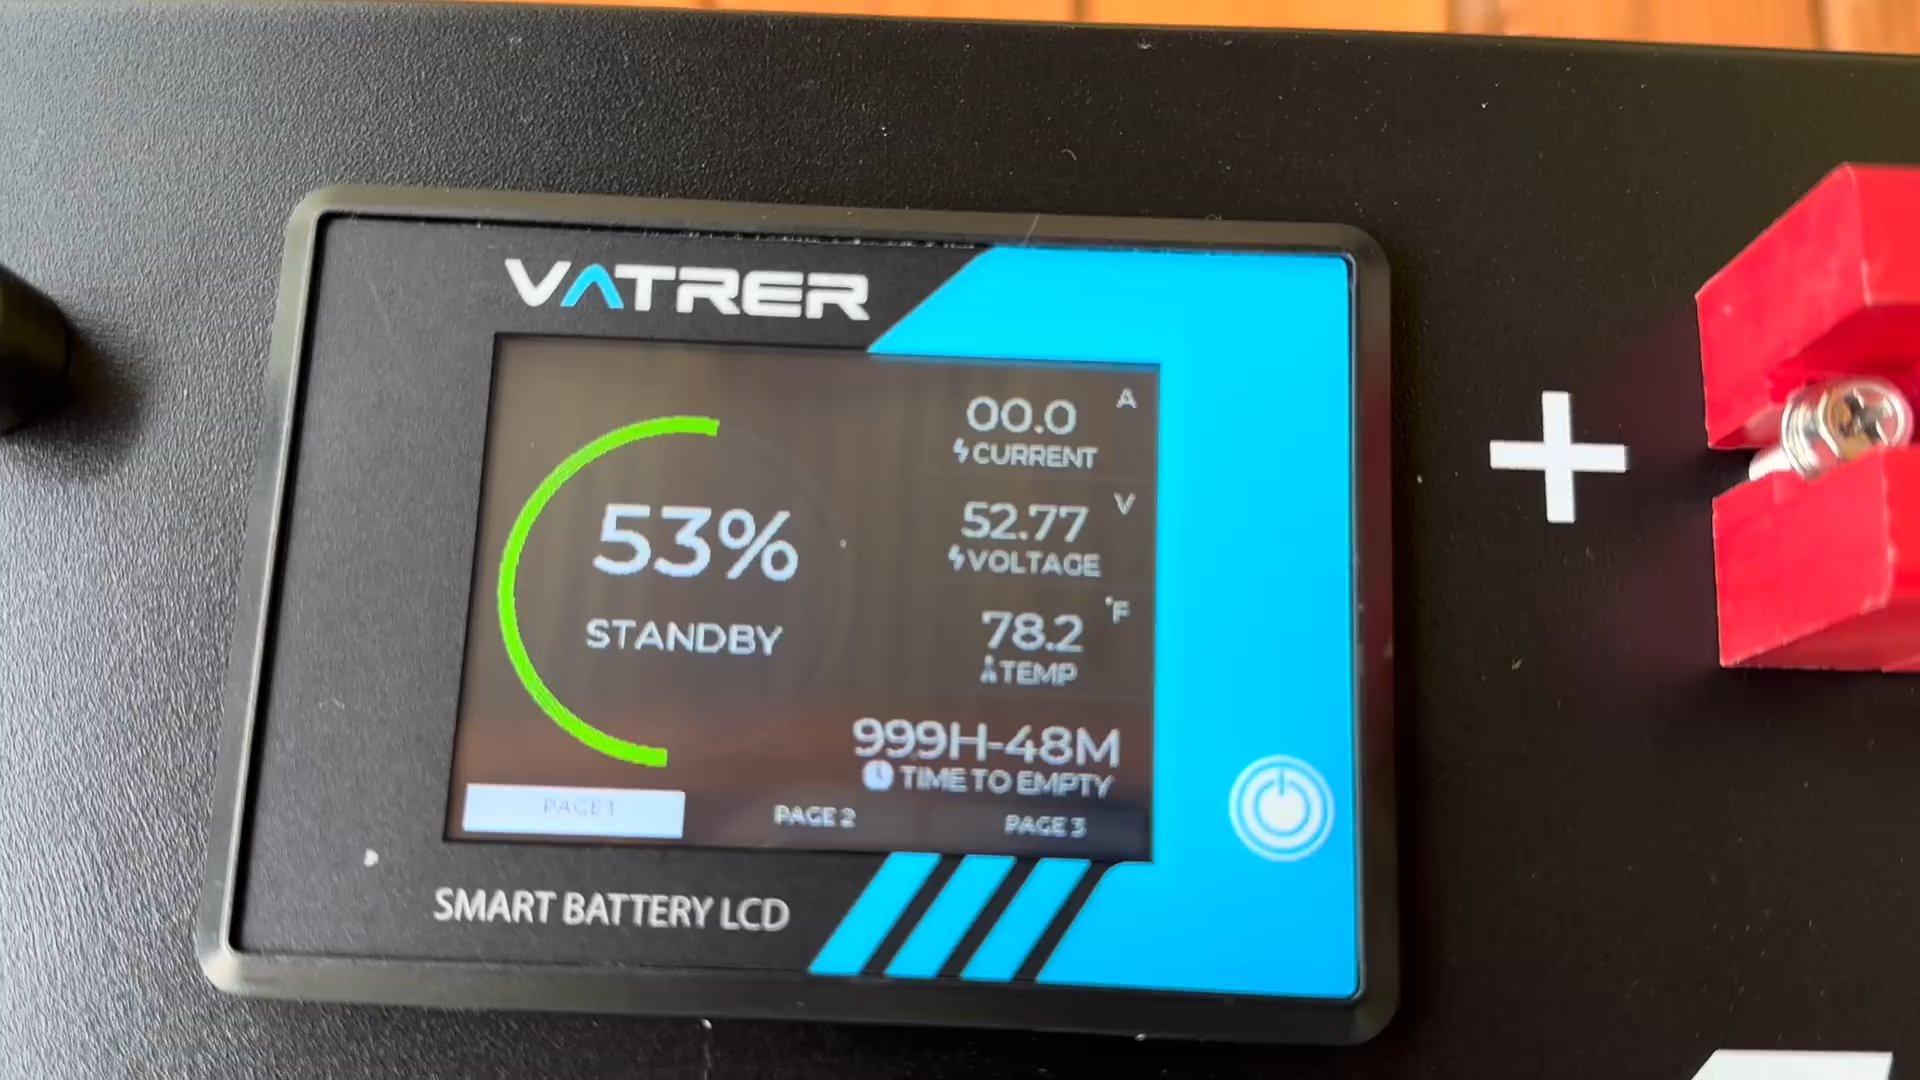 VATRER
53%
STANDBY
00.0 A
CURRENT
52.77 V
VOLTAGE
78.2 °F
TEMP
999H-48M
TIME TO EMPTY
PAGE 1 PAGE 2 PAGE 3
SMART BATTERY LCD
+